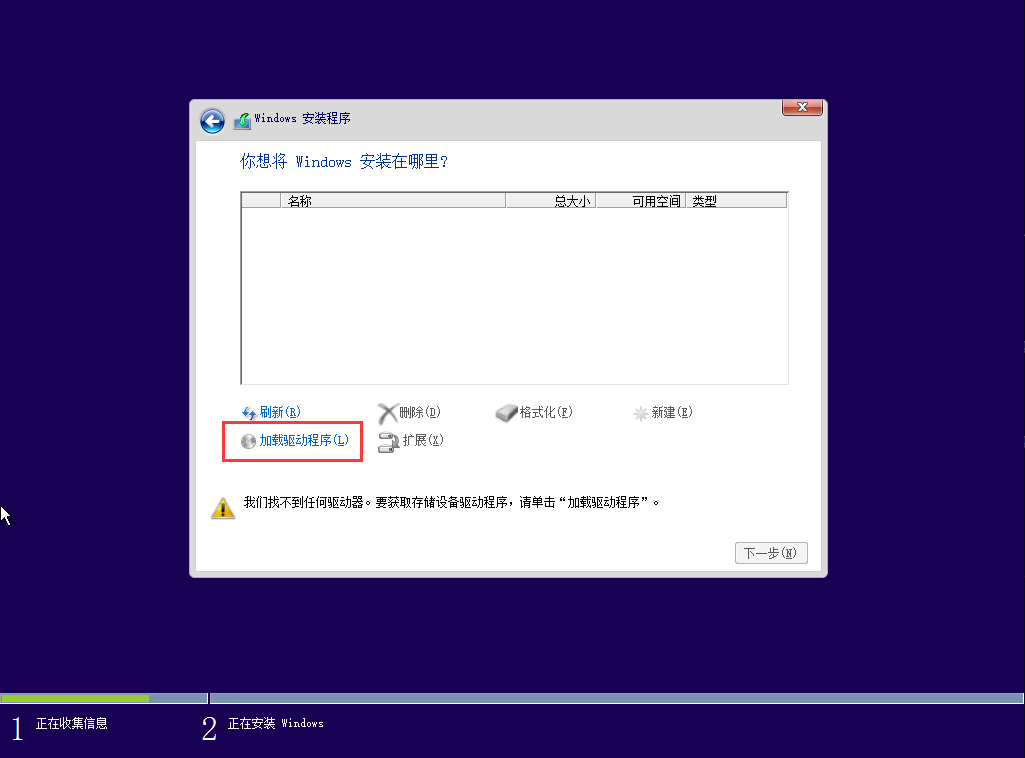 Windows 安装程序
你想将 Windows 安装在哪里?
名称 总大小 可用空间 类型
刷新(R) 删除(D) 格式化(F) 新建(E)
加载驱动程序(L) 扩展(X)
我们找不到任何驱动器。要获取存储设备驱动程序，请单击“加载驱动程序”。
下一步(N)
1 正在收集信息 2 正在安装 Windows